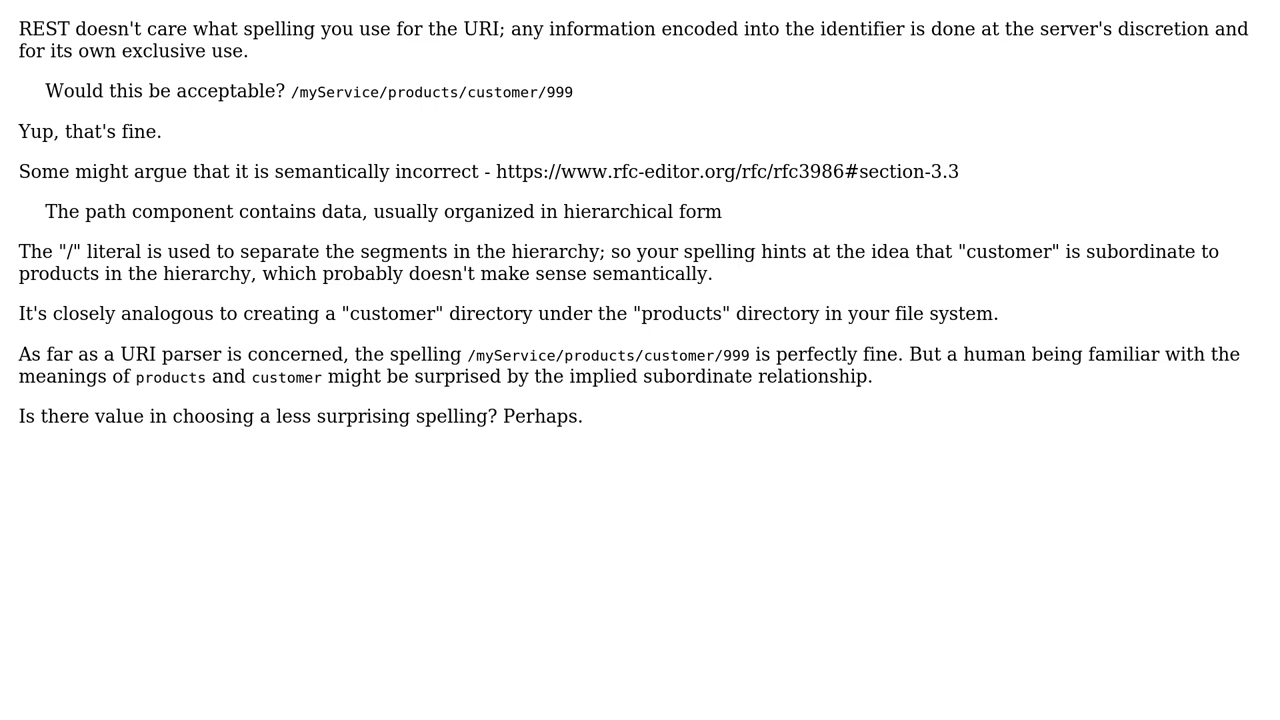 REST doesn't care what spelling you use for the URI; any information encoded into the identifier is done at the server's discretion and
for its own exclusive use.
Would this be acceptable? /myService/products/customer/999
Yup, that's fine.
Some might argue that it is semantically incorrect - https://www.rfc-editor.org/rfc/rfc3986#section-3.3
The path component contains data, usually organized in hierarchical form
The "/" literal is used to separate the segments in the hierarchy; so your spelling hints at the idea that "customer" is subordinate to
products in the hierarchy, which probably doesn't make sense semantically.
It's closely analogous to creating a "customer" directory under the "products" directory in your file system.
As far as a URI parser is concerned, the spelling /myService/products/customer/999 is perfectly fine. But a human being familiar with the
meanings of products and customer might be surprised by the implied subordinate relationship.
Is there value in choosing a less surprising spelling? Perhaps.